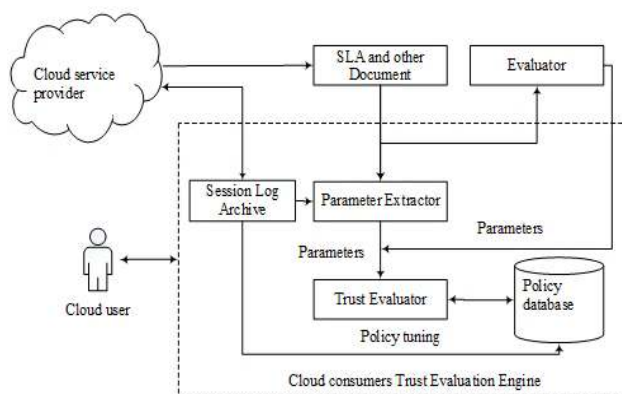 Cloud service
provider
SLA and other
Document
Evaluator
Session Log
Archive
Parameter Extractor
Parameters
Parameters
Trust Evaluator
Policy
database
Cloud user
Policy tuning
Cloud consumers Trust Evaluation Engine